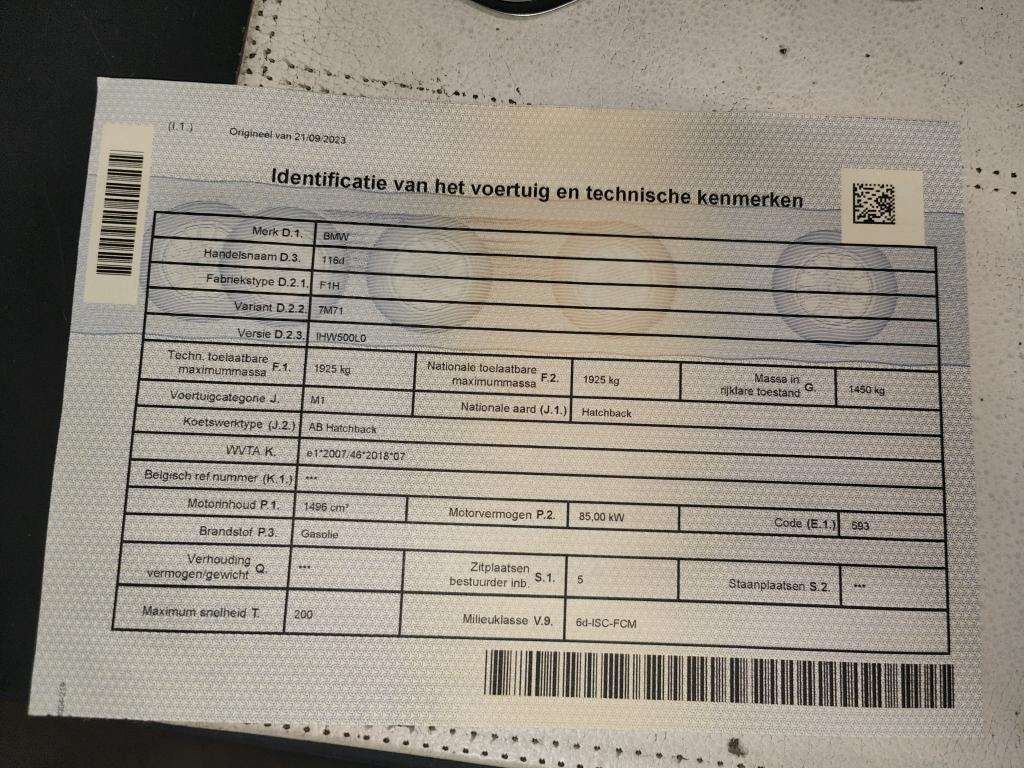 (I.1.) Origineel van 21/09/2023
Identificatie van het voertuig en technische kenmerken
Merk D.1. BMW
Handelsnaam D.3. 116d
Fabriekstype D.2.1. F1H
Variant D.2.2. 7M71
Versie D.2.3. IHW500L0
Techn. toelaatbare maximummassa F.1. 1925 kg Nationale toelaatbare maximummassa F.2. 1925 kg Massa in rijklare toestand G. 1450 kg
Voertuigcategorie J. M1 Nationale aard (J.1.) Hatchback
Koetswerktype (J.2.) AB Hatchback
WVTA K. e1*2007/46*2018*07
Belgisch ref nummer (K.1.) ***
Motorinhoud P.1. 1496 cm³ Motorvermogen P.2. 85,00 kW Code (E.1.) 593
Brandstof P.3. Gasolie
Verhouding vermogen/gewicht Q. *** Zitplaatsen bestuurder inb. S.1. 5 Staanplaatsen S.2. ***
Maximum snelheid T. 200 Milieuklasse V.9. 6d-ISC-FCM